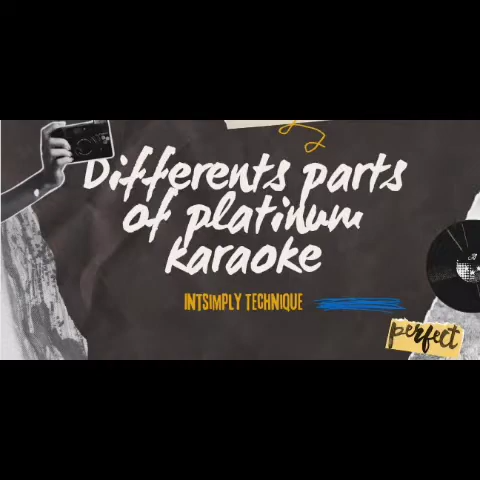 Differents parts
of platinum
karaoke
INTSIMPLY TECHNIQUE
perfect